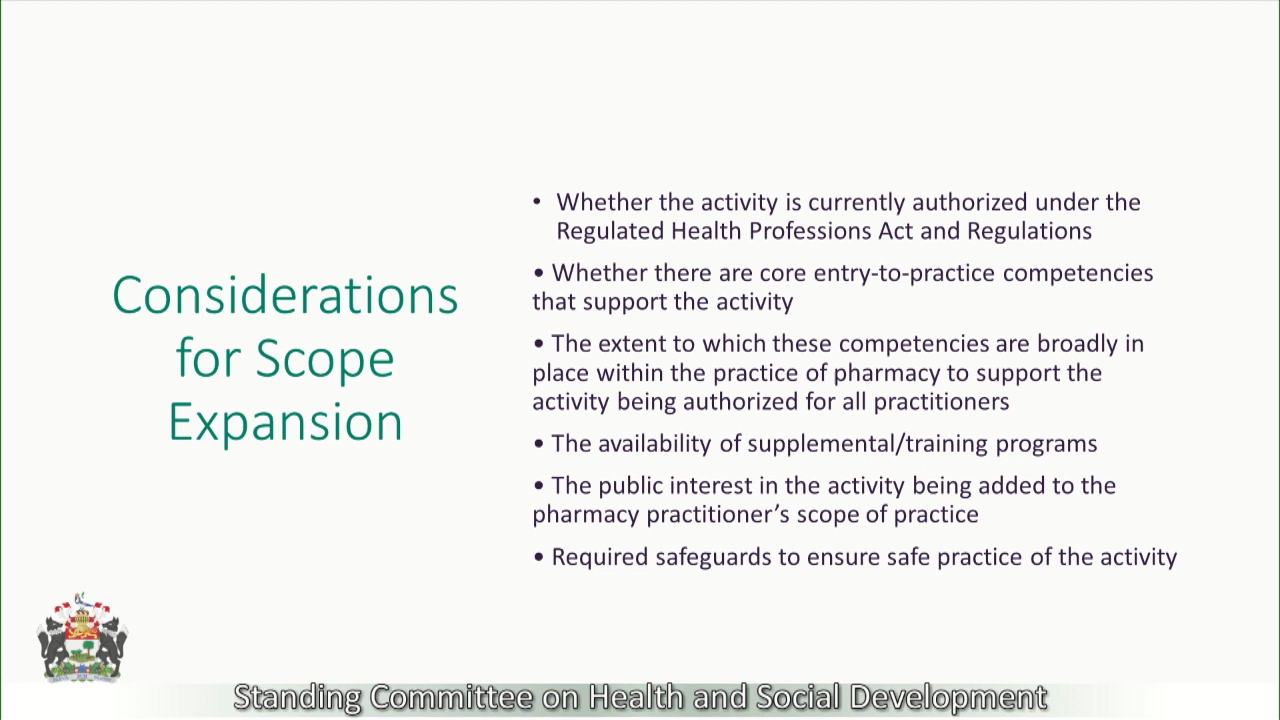 Considerations
for Scope
Expansion
• Whether the activity is currently authorized under the
Regulated Health Professions Act and Regulations
• Whether there are core entry-to-practice competencies
that support the activity
• The extent to which these competencies are broadly in
place within the practice of pharmacy to support the
activity being authorized for all practitioners
• The availability of supplemental/training programs
• The public interest in the activity being added to the
pharmacy practitioner’s scope of practice
• Required safeguards to ensure safe practice of the activity
Standing Committee on Health and Social Development